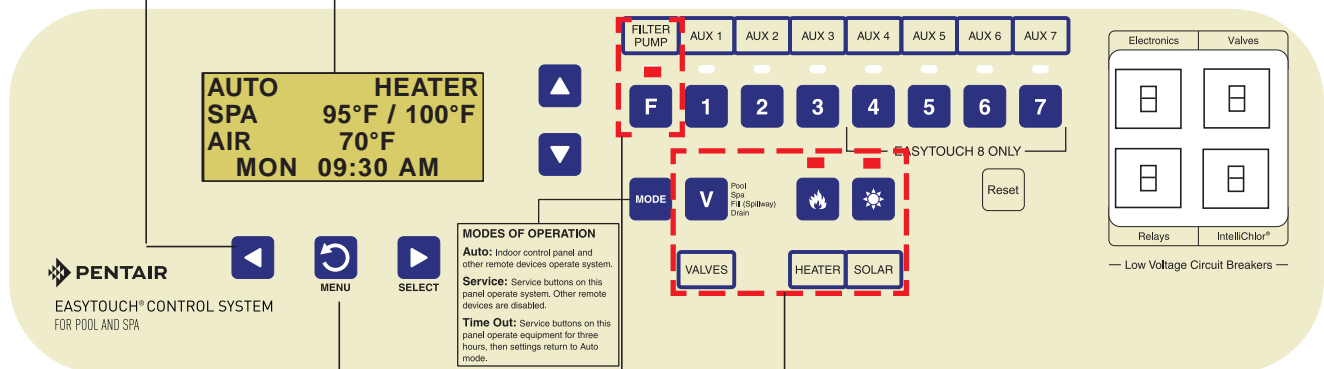 FILTER PUMP
AUX 1
AUX 2
AUX 3
AUX 4
AUX 5
AUX 6
AUX 7
Electronics
Valves
AUTO HEATER
SPA 95°F / 100°F
AIR 70°F
MON 09:30 AM
F
1
2
3
4
5
6
7
EASYTOUCH 8 ONLY
MODE
V
Pool
Spa
Fill (Spillway)
Drain
Reset
MODES OF OPERATION
Auto: Indoor control panel and
other remote devices operate system.
Service: Service buttons on this
panel operate system. Other remote
devices are disabled.
Time Out: Service buttons on this
panel operate equipment for three
hours, then settings return to Auto
mode.
VALVES
HEATER
SOLAR
Relays
IntelliChlor®
Low Voltage Circuit Breakers
PENTAIR
MENU
SELECT
EASYTOUCH® CONTROL SYSTEM
FOR POOL AND SPA